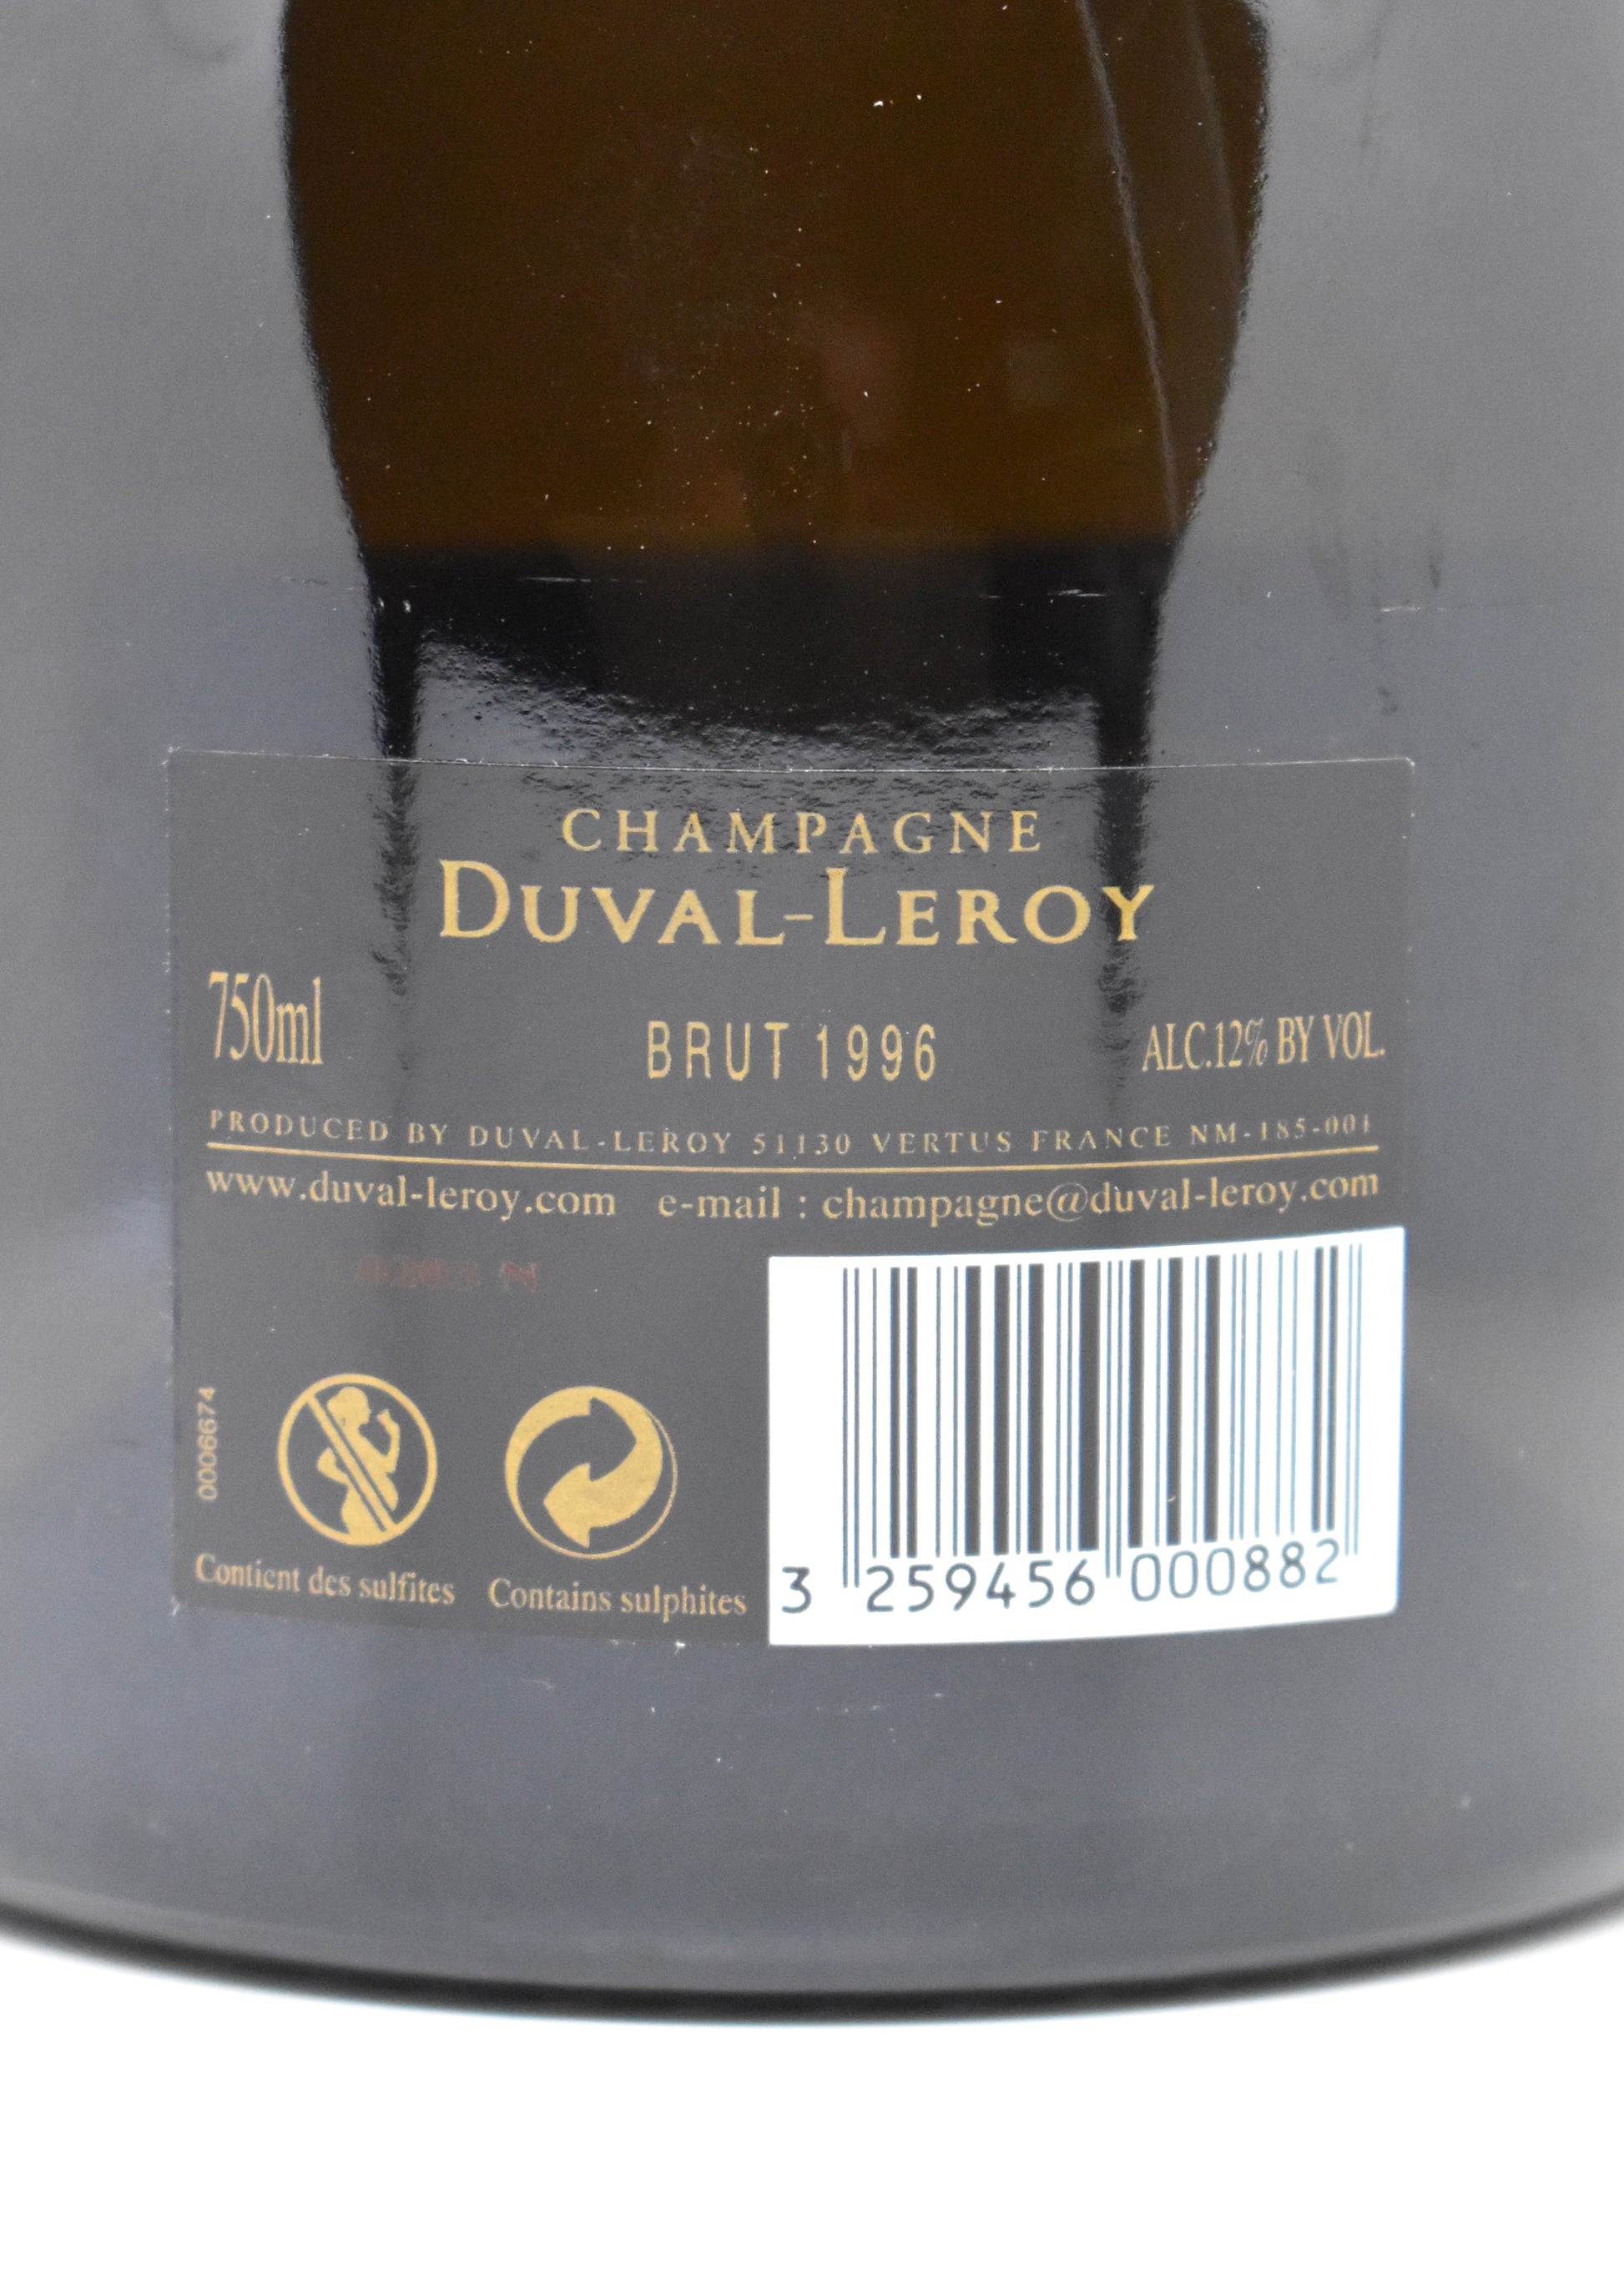 CHAMPAGNE
DUVAL-LEROY
750ml BRUT 1996 ALC.12% BY VOL.
PRODUCED BY DUVAL-LEROY 51130 VERTUS FRANCE NM-185-001
www.duval-leroy.com e-mail : champagne@duval-leroy.com
0006674
Contient des sulfites Contains sulphites
3 259456 000882